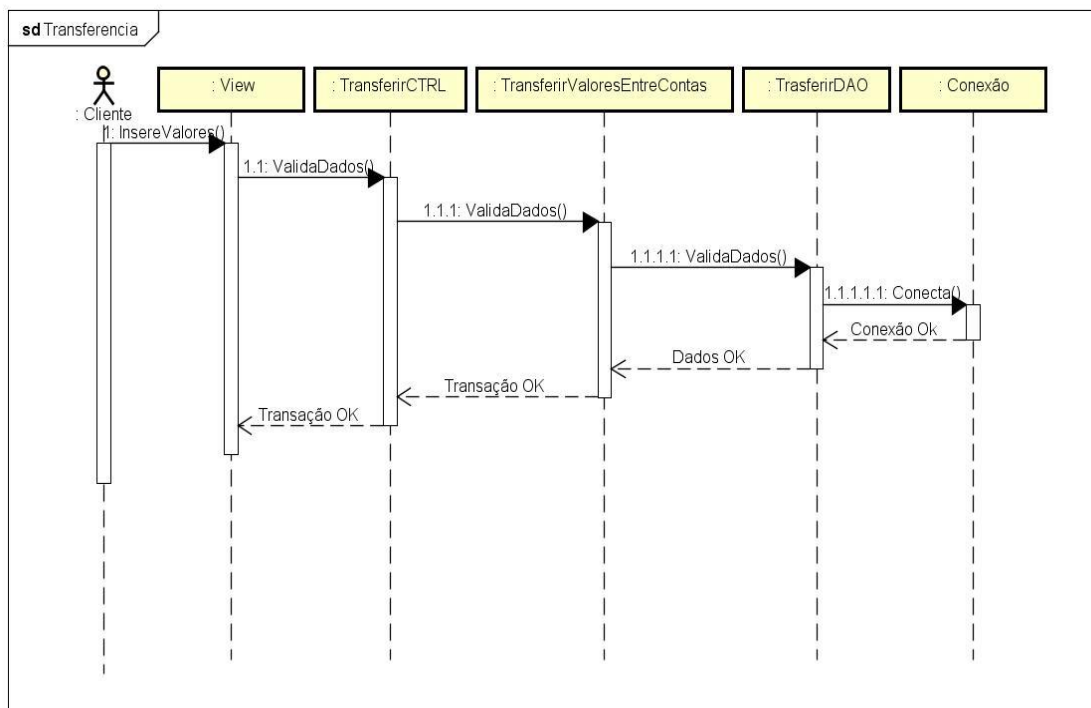 sd Transferencia
: Cliente
: View
: TransferirCTRL
: TransferirValoresEntreContas
: TrasferirDAO
: Conexão
1: InsereValores()
1.1: ValidaDados()
1.1.1: ValidaDados()
1.1.1.1: ValidaDados()
1.1.1.1.1: Conecta()
Conexão Ok
Dados OK
Transação OK
Transação OK